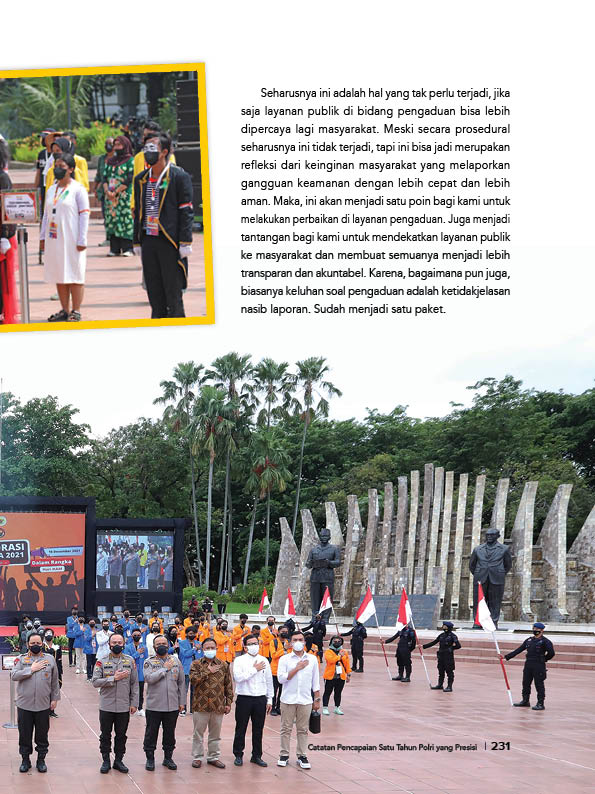 Seharusnya ini adalah hal yang tak perlu terjadi, jika
saja layanan publik di bidang pengaduan bisa lebih
dipercaya lagi masyarakat. Meski secara prosedural
seharusnya ini tidak terjadi, tapi ini bisa jadi merupakan
refleksi dari keinginan masyarakat yang melaporkan
gangguan keamanan dengan lebih cepat dan lebih
aman. Maka, ini akan menjadi satu poin bagi kami untuk
melakukan perbaikan di layanan pengaduan. Juga menjadi
tantangan bagi kami untuk mendekatkan layanan publik
ke masyarakat dan membuat semuanya menjadi lebih
transparan dan akuntabel. Karena, bagaimana pun juga,
biasanya keluhan soal pengaduan adalah ketidakjelasan
nasib laporan. Sudah menjadi satu paket.
RASI
A 2021
Dalam Rangka
Hari HAM
Catatan Pencapaian Satu Tahun Polri yang Presisi | 231